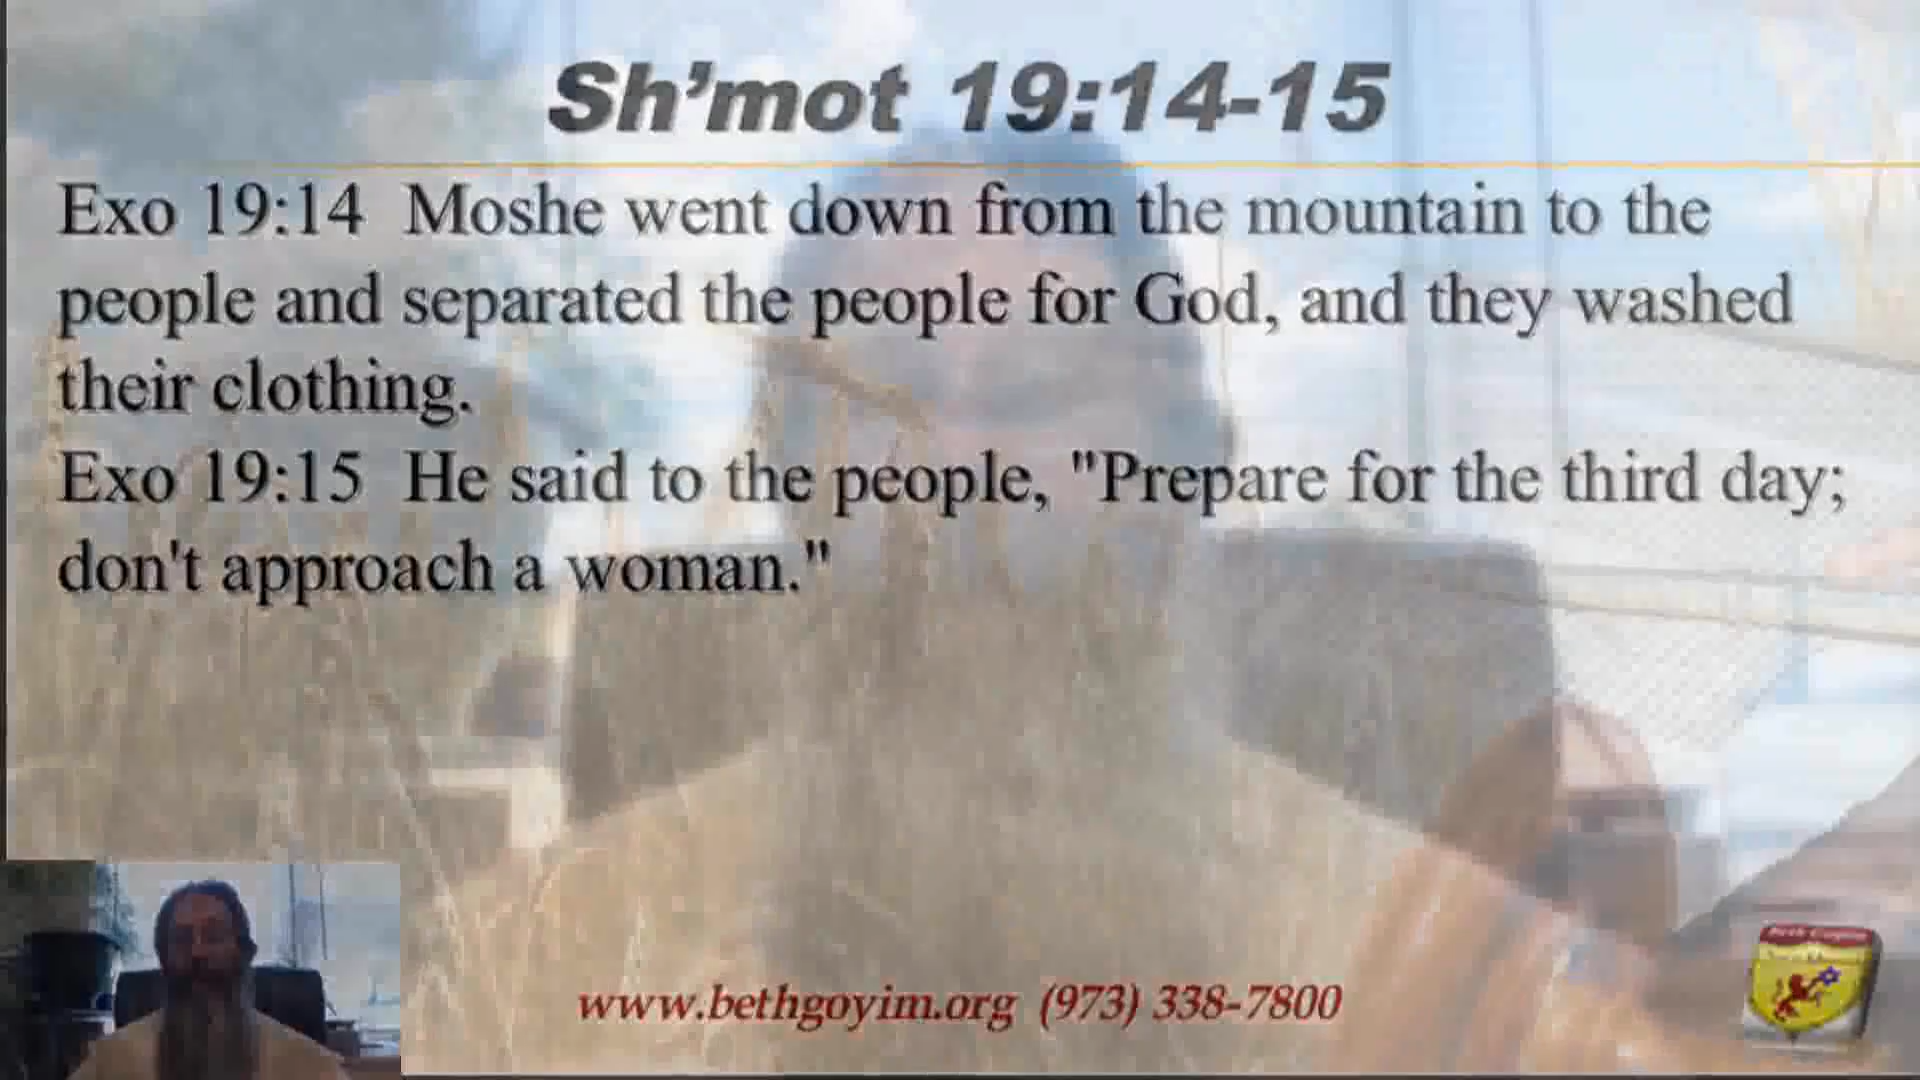 Sh’mot 19:14-15
Exo 19:14 Moshe went down from the mountain to the
people and separated the people for God, and they washed
their clothing.
Exo 19:15 He said to the people, "Prepare for the third day;
don't approach a woman."
www.bethgoyim.org (973) 338-7800
Beth Goyim